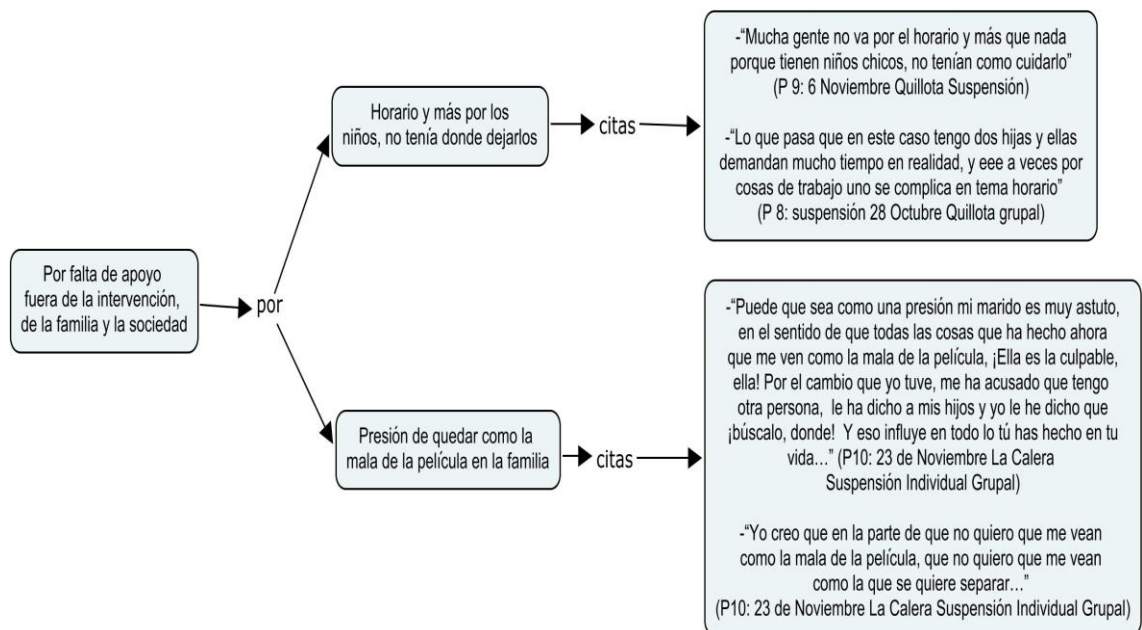 Por falta de apoyo
fuera de la intervención,
de la familia y la sociedad
por
Horario y más por los
niños, no tenía donde dejarlos
citas
-“Mucha gente no va por el horario y más que nada
porque tienen niños chicos, no tenían como cuidarlo”
(P 9: 6 Noviembre Quillota Suspensión)
-“Lo que pasa que en este caso tengo dos hijas y ellas
demandan mucho tiempo en realidad, y eee a veces por
cosas de trabajo uno se complica en tema horario”
(P 8: suspensión 28 Octubre Quillota grupal)
Presión de quedar como la
mala de la película en la familia
citas
-“Puede que sea como una presión mi marido es muy astuto,
en el sentido de que todas las cosas que ha hecho ahora
que me ven como la mala de la película, ¡Ella es la culpable,
ella! Por el cambio que yo tuve, me ha acusado que tengo
otra persona, le ha dicho a mis hijos y yo le he dicho que
¡búscalo, donde! Y eso influye en todo lo tú has hecho en tu
vida…” (P10: 23 de Noviembre La Calera
Suspensión Individual Grupal)
-“Yo creo que en la parte de que no quiero que me vean
como la mala de la película, que no quiero que me vean
como la que se quiere separar…”
(P10: 23 de Noviembre La Calera Suspensión Individual Grupal)